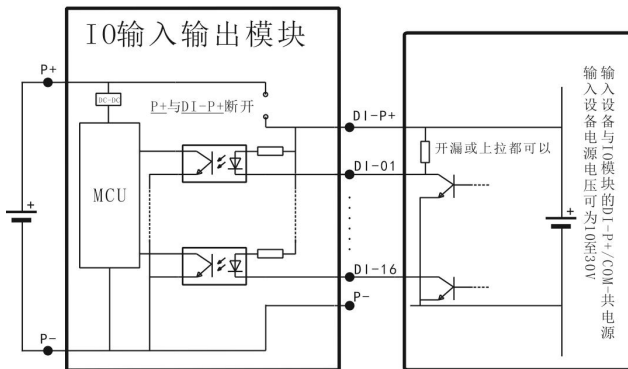 IO输入输出模块
P+
DC-DC
P+与DI-P+断开
DI-P+
开漏或上拉都可以
DI-01
MCU
DI-16
P-
P-
+
+
输入设备与IO模块的DI-P+/COM-共电源
输入设备电源电压可为10至30V